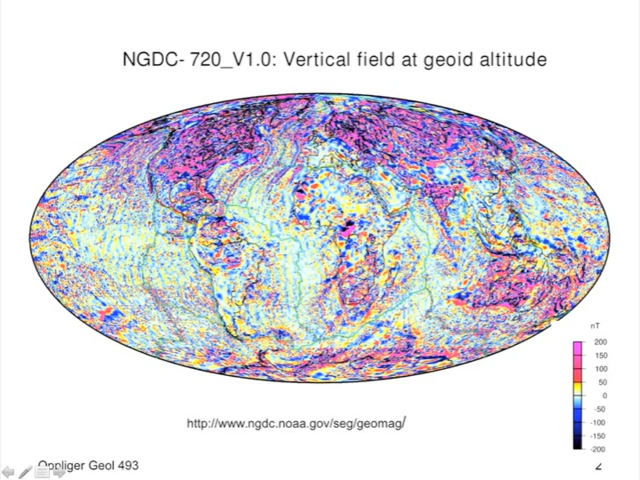 NGDC- 720_V1.0: Vertical field at geoid altitude
nT
200
150
100
50
0
-50
-100
-150
-200
http://www.ngdc.noaa.gov/seg/geomag/
Oppliger Geol 493
2